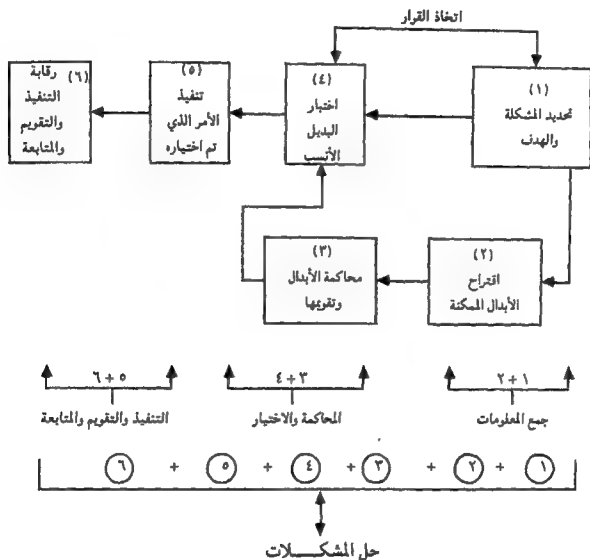 اتخاذ القرار
(١)
تحديد المشكلة
والهدف
(٤)
اختبار
البديل
الأنسب
(٥)
تنفيذ
الأمر الذي
تم اختياره
(٦) رقابة
التنفيذ
والتقويم
والمتابعة
(٢)
اقتراح
الأبدال الممكنة
(٣)
محاكمة الأبدال
وتقويمها
١ + ٢
جمع المعلومات
٣ + ٤
المحاكمة والاختيار
٥ + ٦
التنفيذ والتقويم والمتابعة
١ + ٢ + ٣ + ٤ + ٥ + ٦
حل المشكـــــلات